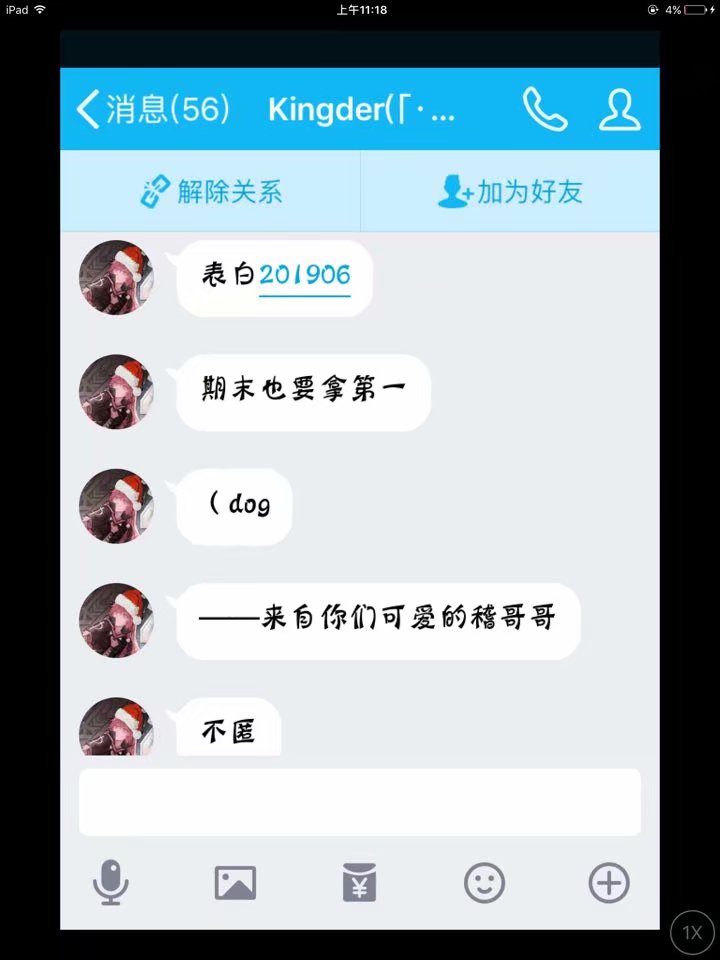 iPad 上午11:18 4%
消息(56) Kingder(「·...
解除关系 加为好友
表白201906
期末也要拿第一
（dog
——来自你们可爱的稽哥哥
不匿
1X